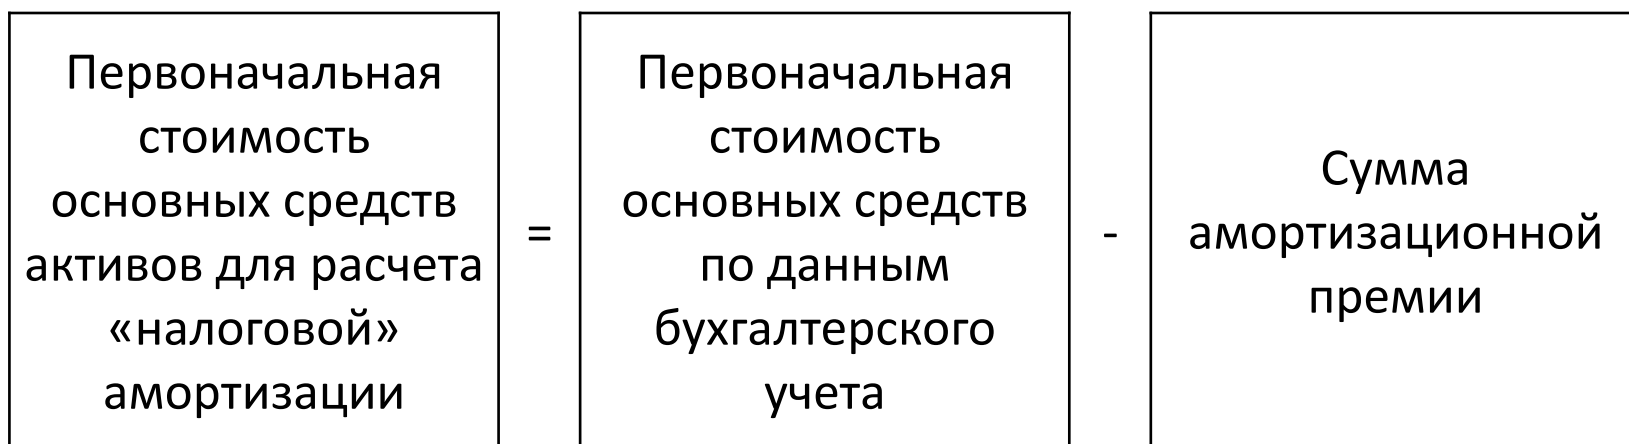 Первоначальная
стоимость
основных средств
активов для расчета
«налоговой»
амортизации
=
Первоначальная
стоимость
основных средств
по данным
бухгалтерского
учета
-
Сумма
амортизационной
премии